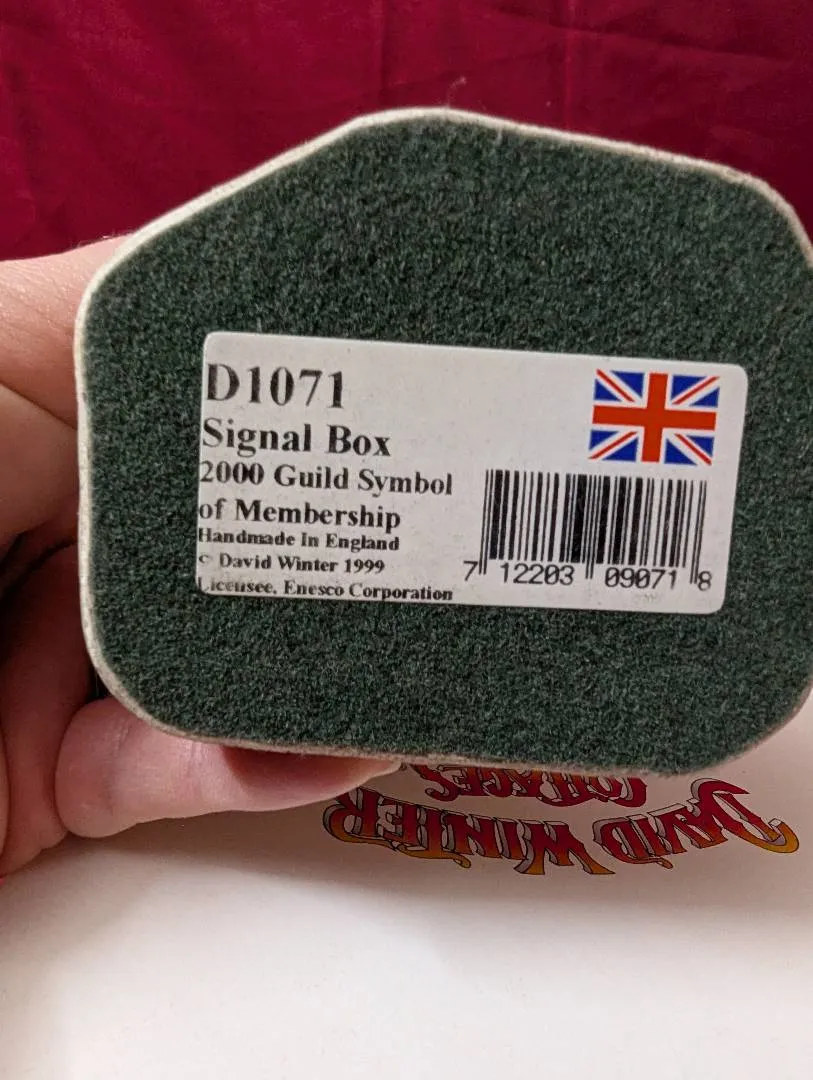 D1071
Signal Box
2000 Guild Symbol
of Membership
Handmade In England
© David Winter 1999
Licensee, Enesco Corporation
7 12203 09071 8
DAVID WINTER
COTTAGES